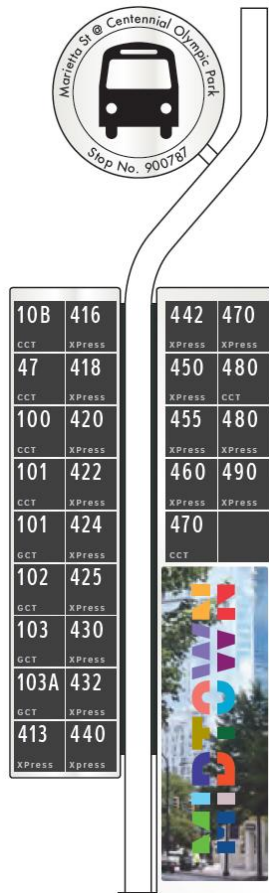 Marietta St @ Centennial Olympic Park
Stop No. 900787
10B 416
CCT XPress
47 418
CCT XPress
100 420
CCT XPress
101 422
CCT XPress
101 424
GCT XPress
102 425
GCT XPress
103 430
GCT XPress
103A 432
GCT XPress
413 440
XPress Xpress
442 470
XPress XPress
450 480
XPress CCT
455 480
XPress XPress
460 490
XPress XPress
470
CCT
MIDTOWN